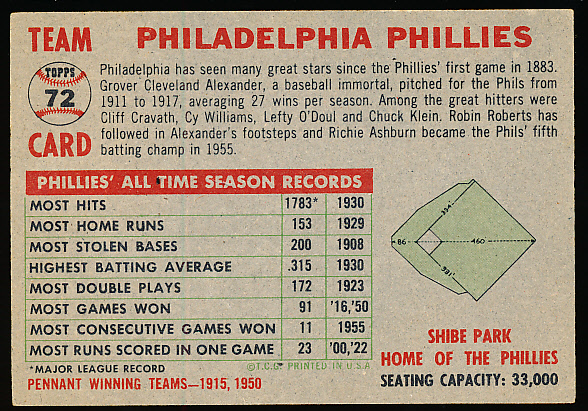 TEAM
TOPPS
72
CARD
PHILADELPHIA PHILLIES
Philadelphia has seen many great stars since the Phillies' first game in 1883.
Grover Cleveland Alexander, a baseball immortal, pitched for the Phils from
1911 to 1917, averaging 27 wins per season. Among the great hitters were
Cliff Cravath, Cy Williams, Lefty O'Doul and Chuck Klein. Robin Roberts has
followed in Alexander's footsteps and Richie Ashburn became the Phils' fifth
batting champ in 1955.
PHILLIES' ALL TIME SEASON RECORDS
MOST HITS 1783* 1930
MOST HOME RUNS 153 1929
MOST STOLEN BASES 200 1908
HIGHEST BATTING AVERAGE .315 1930
MOST DOUBLE PLAYS 172 1923
MOST GAMES WON 91 '16,'50
MOST CONSECUTIVE GAMES WON 11 1955
MOST RUNS SCORED IN ONE GAME 23 '00,'22
*MAJOR LEAGUE RECORD
©T.C.G. PRINTED IN U.S.A
PENNANT WINNING TEAMS—1915, 1950
334'
86
460
331'
SHIBE PARK
HOME OF THE PHILLIES
SEATING CAPACITY: 33,000